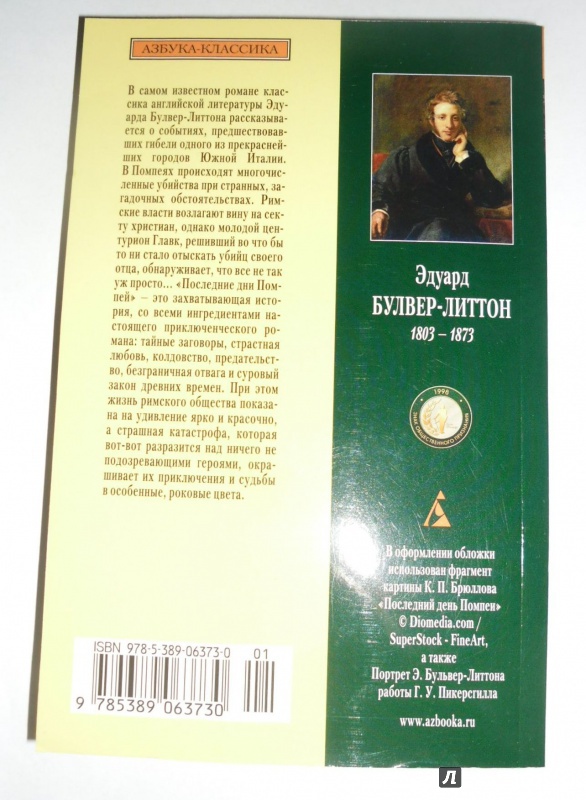 АЗБУКА-КЛАССИКА
В самом известном романе клас-
сика английской литературы Эду-
арда Булвер-Литтона рассказыва-
ется о событиях, предшествовав-
ших гибели одного из прекрасней-
ших городов Южной Италии.
В Помпеях происходят многочис-
ленные убийства при странных, за-
гадочных обстоятельствах. Рим-
ские власти возлагают вину на сек-
ту христиан, однако молодой цен-
турион Главк, решивший во что бы
то ни стало отыскать убийц своего
отца, обнаруживает, что все не так
уж просто... «Последние дни Пом-
пей» – это захватывающая исто-
рия, со всеми ингредиентами на-
стоящего приключенческого ро-
мана: тайные заговоры, страстная
любовь, колдовство, предательст-
во, безграничная отвага и суровый
закон древних времен. При этом
жизнь римского общества показа-
на на удивление ярко и красочно,
а страшная катастрофа, которая
вот-вот разразится над ничего не
подозревающими героями, окра-
шивает их приключения и судьбы
в особенные, роковые цвета.
ISBN 978-5-389-06373-0 01
9 785389 063730
Эдуард
БУЛВЕР-ЛИТТОН
1803 – 1873
1998
ЗНАК ОБЩЕСТВЕННОГО ПРИЗНАНИЯ
В оформлении обложки
использован фрагмент
картины К. П. Брюллова
«Последний день Помпеи»
© Diomedia.com /
SuperStock - FineArt,
а также
Портрет Э. Бульвер-Литтона
работы Г. У. Пикерсгилла
www.azbooka.ru
Л